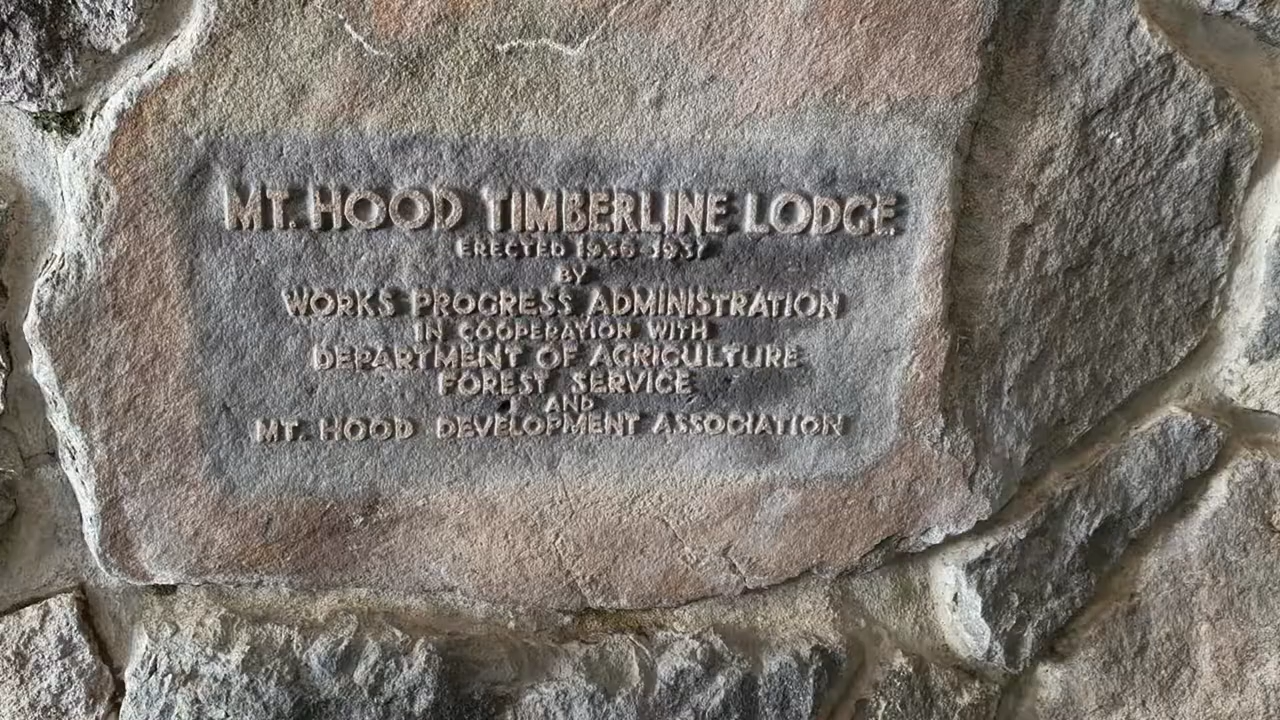 MT. HOOD TIMBERLINE LODGE
ERECTED 1936-1937
BY
WORKS PROGRESS ADMINISTRATION
IN COOPERATION WITH
DEPARTMENT OF AGRICULTURE
FOREST SERVICE
AND
MT. HOOD DEVELOPMENT ASSOCIATION